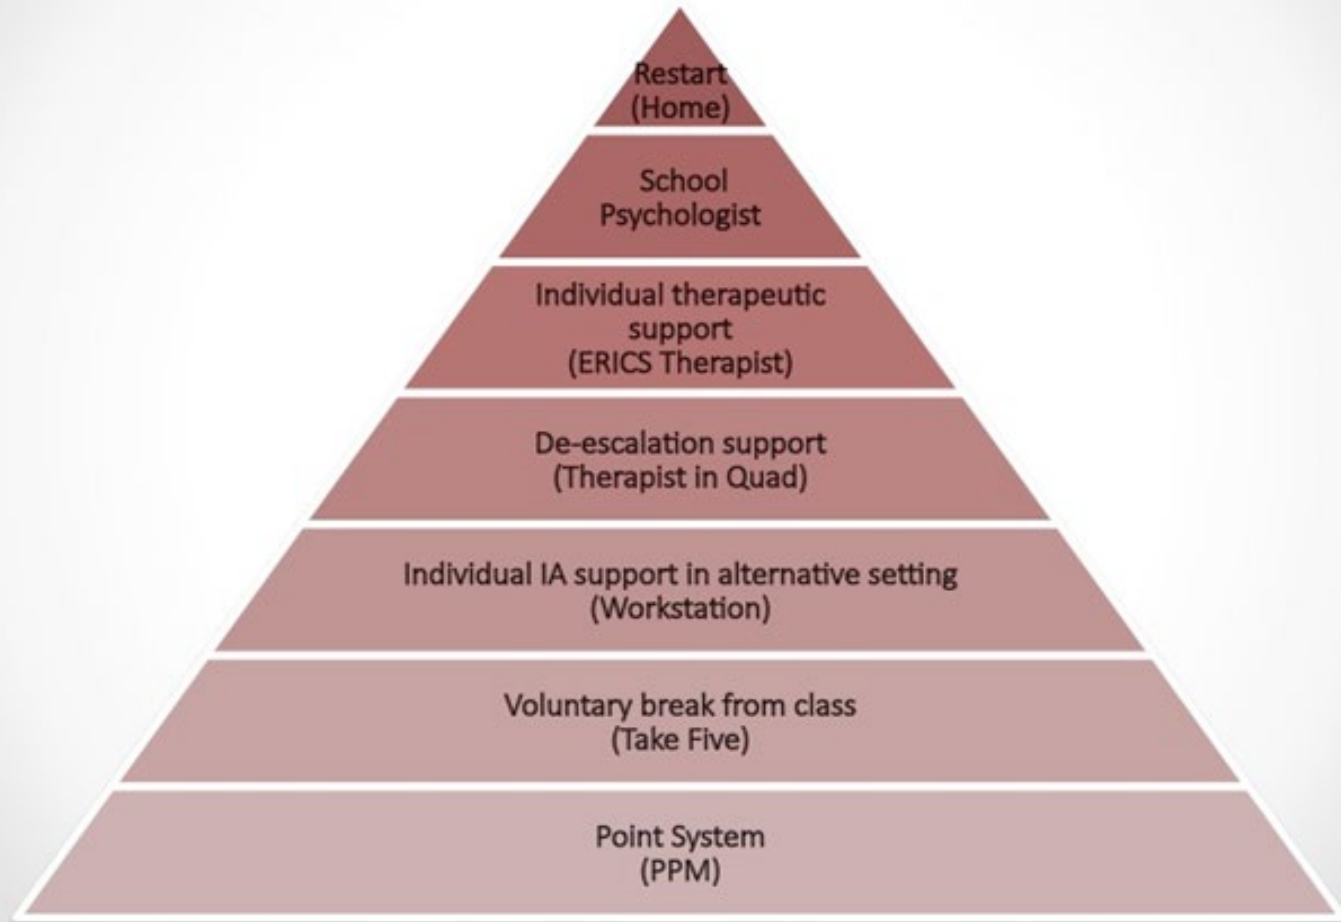 Restart
(Home)
School
Psychologist
Individual therapeutic
support
(ERICS Therapist)
De-escalation support
(Therapist in Quad)
Individual IA support in alternative setting
(Workstation)
Voluntary break from class
(Take Five)
Point System
(PPM)